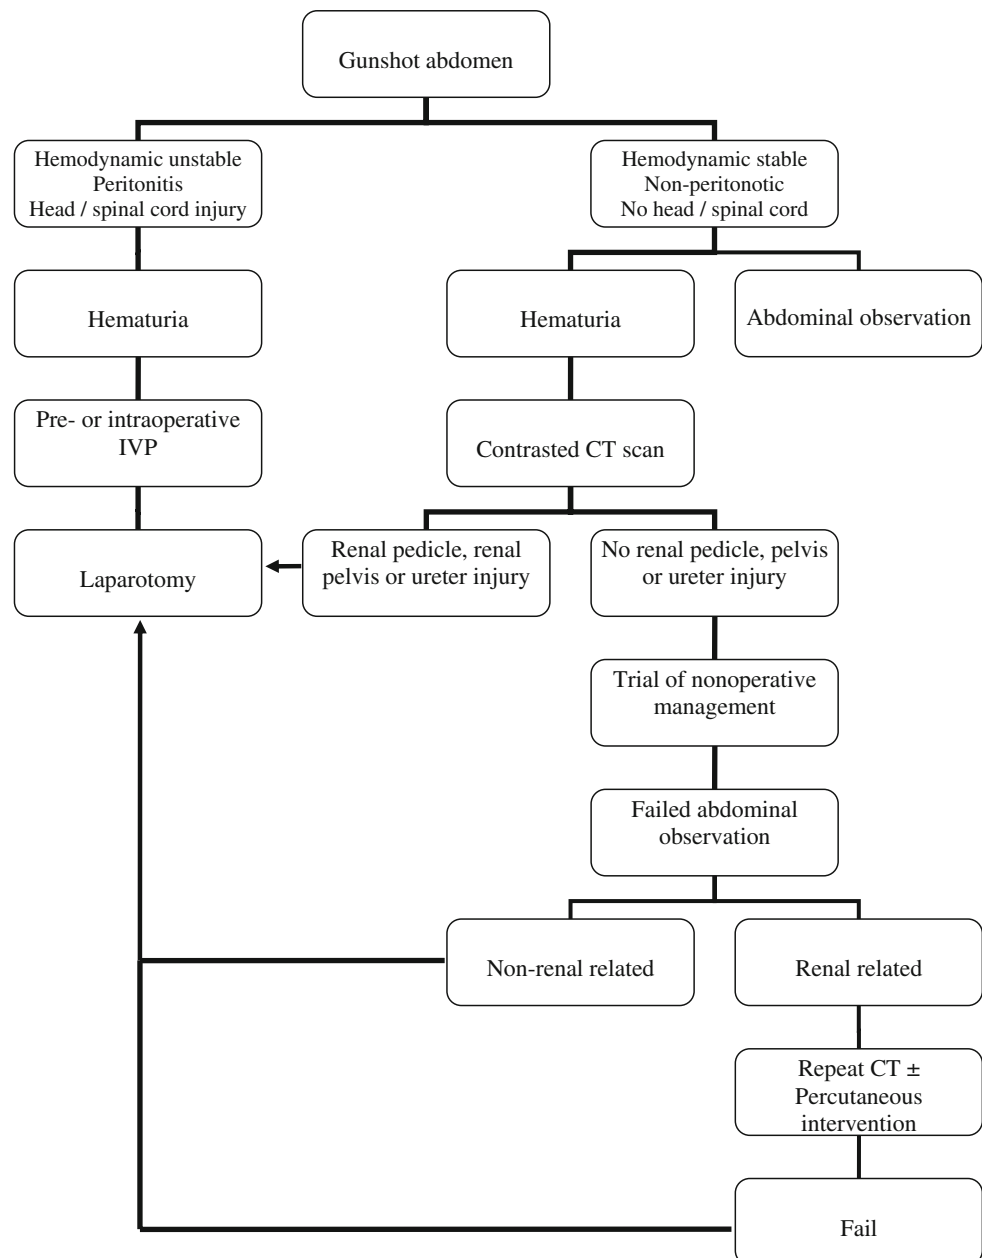 Gunshot abdomen
Hemodynamic unstable
Peritonitis
Head / spinal cord injury
Hemodynamic stable
Non-peritonotic
No head / spinal cord
Hematuria
Hematuria
Abdominal observation
Pre- or intraoperative
IVP
Contrasted CT scan
Laparotomy
Renal pedicle, renal
pelvis or ureter injury
No renal pedicle, pelvis
or ureter injury
Trial of nonoperative
management
Failed abdominal
observation
Non-renal related
Renal related
Repeat CT ±
Percutaneous
intervention
Fail